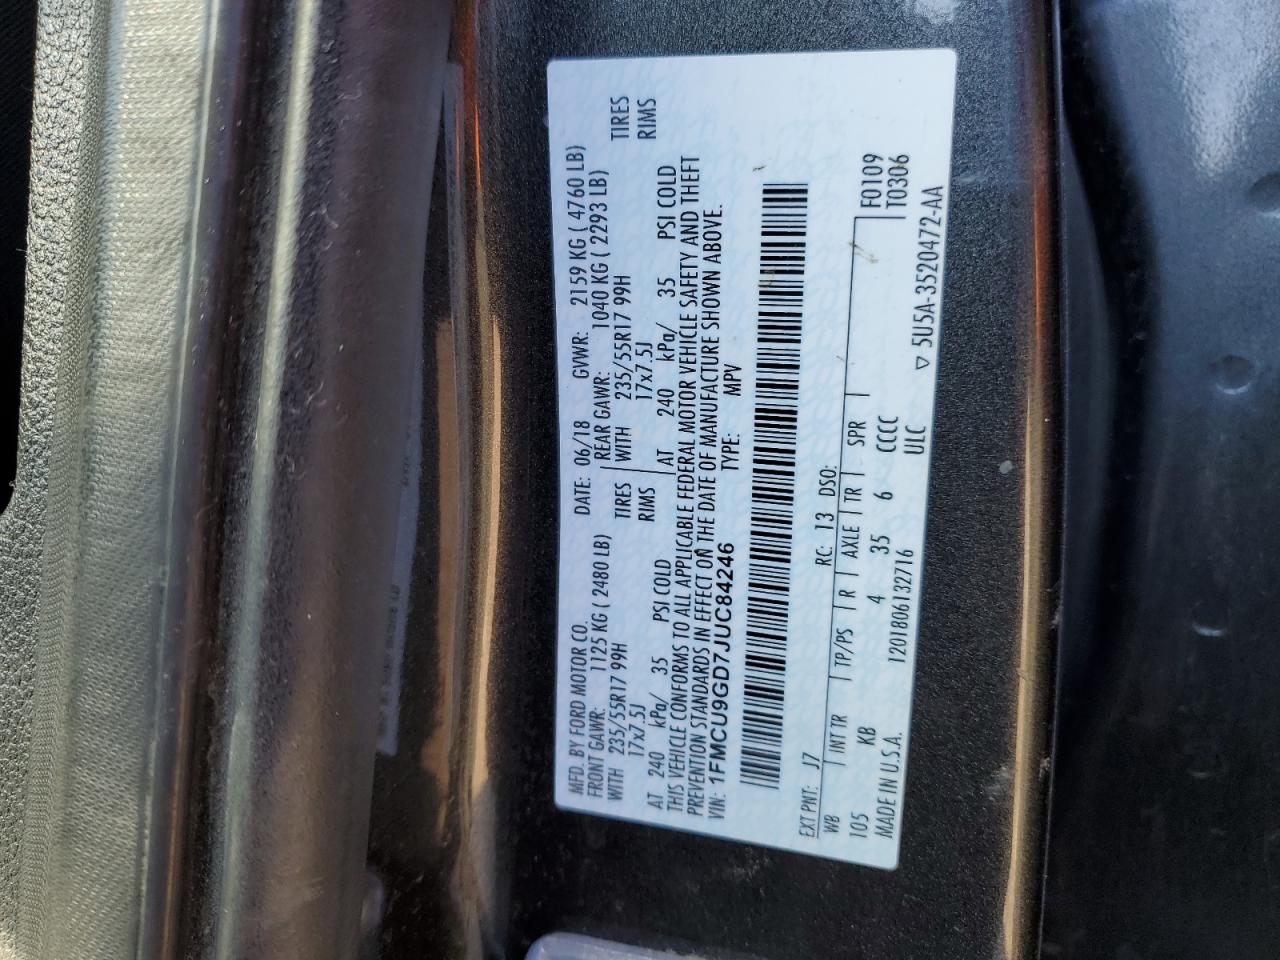 MFD. BY FORD MOTOR CO. DATE: 06/18 GVWR: 2159 KG ( 4760 LB)
FRONT GAWR: 1125 KG ( 2480 LB) REAR GAWR: 1040 KG ( 2293 LB)
WITH 235/55R17 99H TIRES WITH 235/55R17 99H TIRES
17x7.5J RIMS 17x7.5J RIMS
AT 240 kPa/ 35 PSI COLD AT 240 kPa/ 35 PSI COLD
THIS VEHICLE CONFORMS TO ALL APPLICABLE FEDERAL MOTOR VEHICLE SAFETY AND THEFT
PREVENTION STANDARDS IN EFFECT ON THE DATE OF MANUFACTURE SHOWN ABOVE.
VIN: 1FMCU9GD7JUC84246 TYPE: MPV
EXT PNT: J7 RC: 13 DSO:
WB INT TR TP/PS R AXLE TR SPR F0109
105 KB 4 35 6 CCCC T0306
MADE IN U.S.A. 1201806132716 ULC ▽ 5U5A-3520472-AA